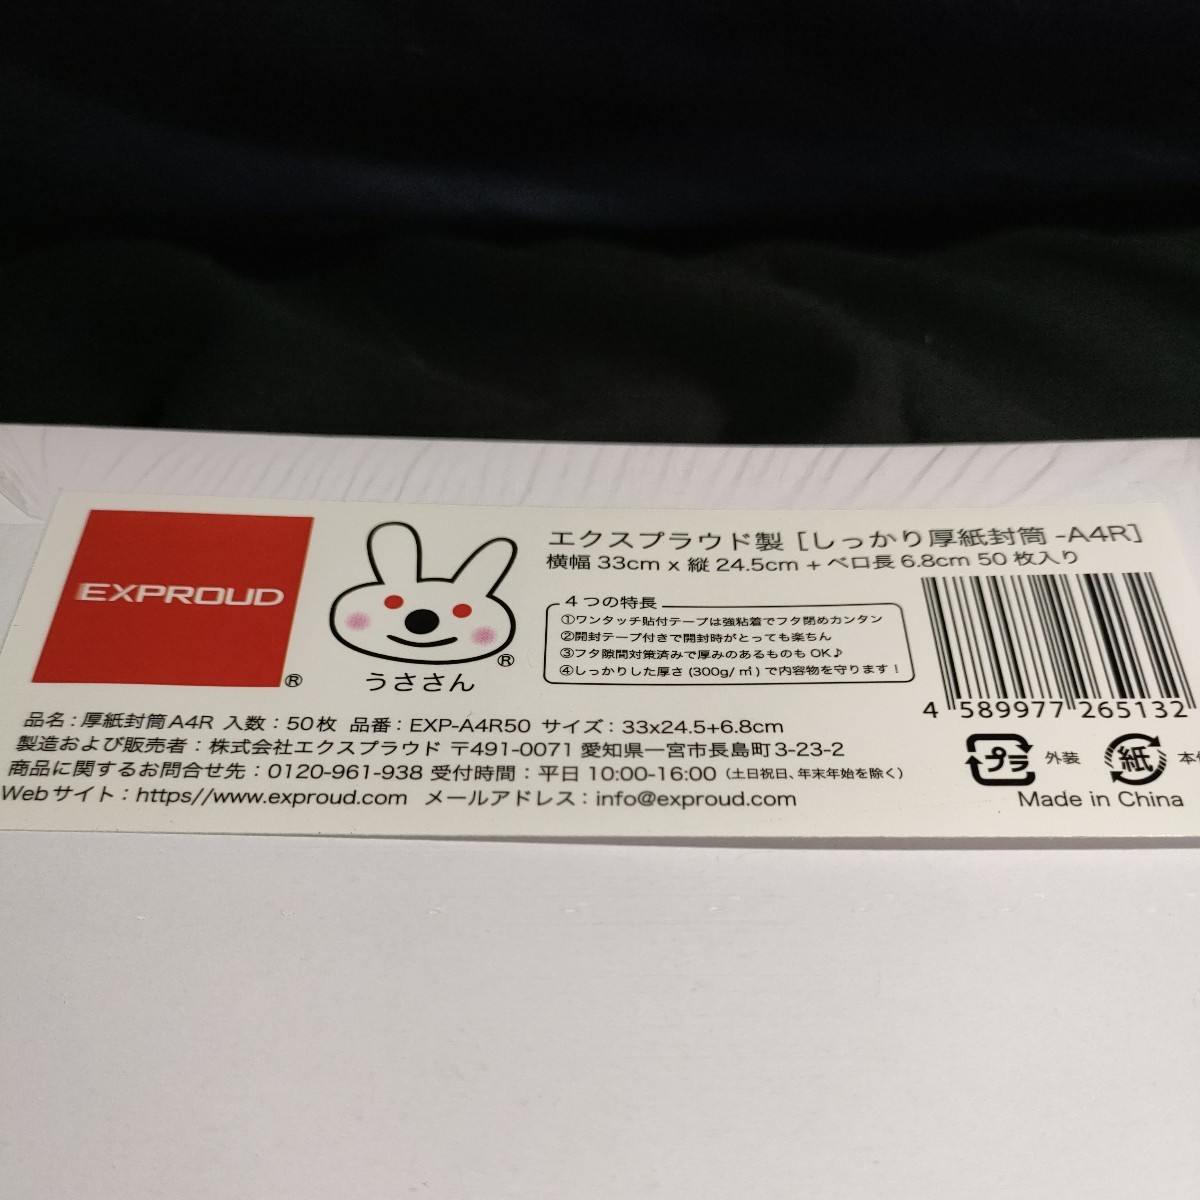 EXPROUD
®
®
うささん
エクスプラウド製 [しっかり厚紙封筒 -A4R]
横幅 33cm x 縦 24.5cm + ベロ長 6.8cm 50 枚入り
4つの特長
①ワンタッチ貼付テープは強粘着でフタ閉めカンタン
②開封テープ付きで開封時がとっても楽ちん
③フタ隙間対策済みで厚みのあるものも OK♪
④しっかりした厚さ (300g/㎡) で内容物を守ります!
4 589977 265132
プラ 外装 紙 本体
Made in China
品名:厚紙封筒A4R 入数:50枚 品番:EXP-A4R50 サイズ:33x24.5+6.8cm
製造および販売者:株式会社エクスプラウド 〒491-0071 愛知県一宮市長島町3-23-2
商品に関するお問合せ先:0120-961-938 受付時間:平日 10:00-16:00 (土日祝日、年末年始を除く)
Webサイト:https//www.exproud.com メールアドレス:info@exproud.com